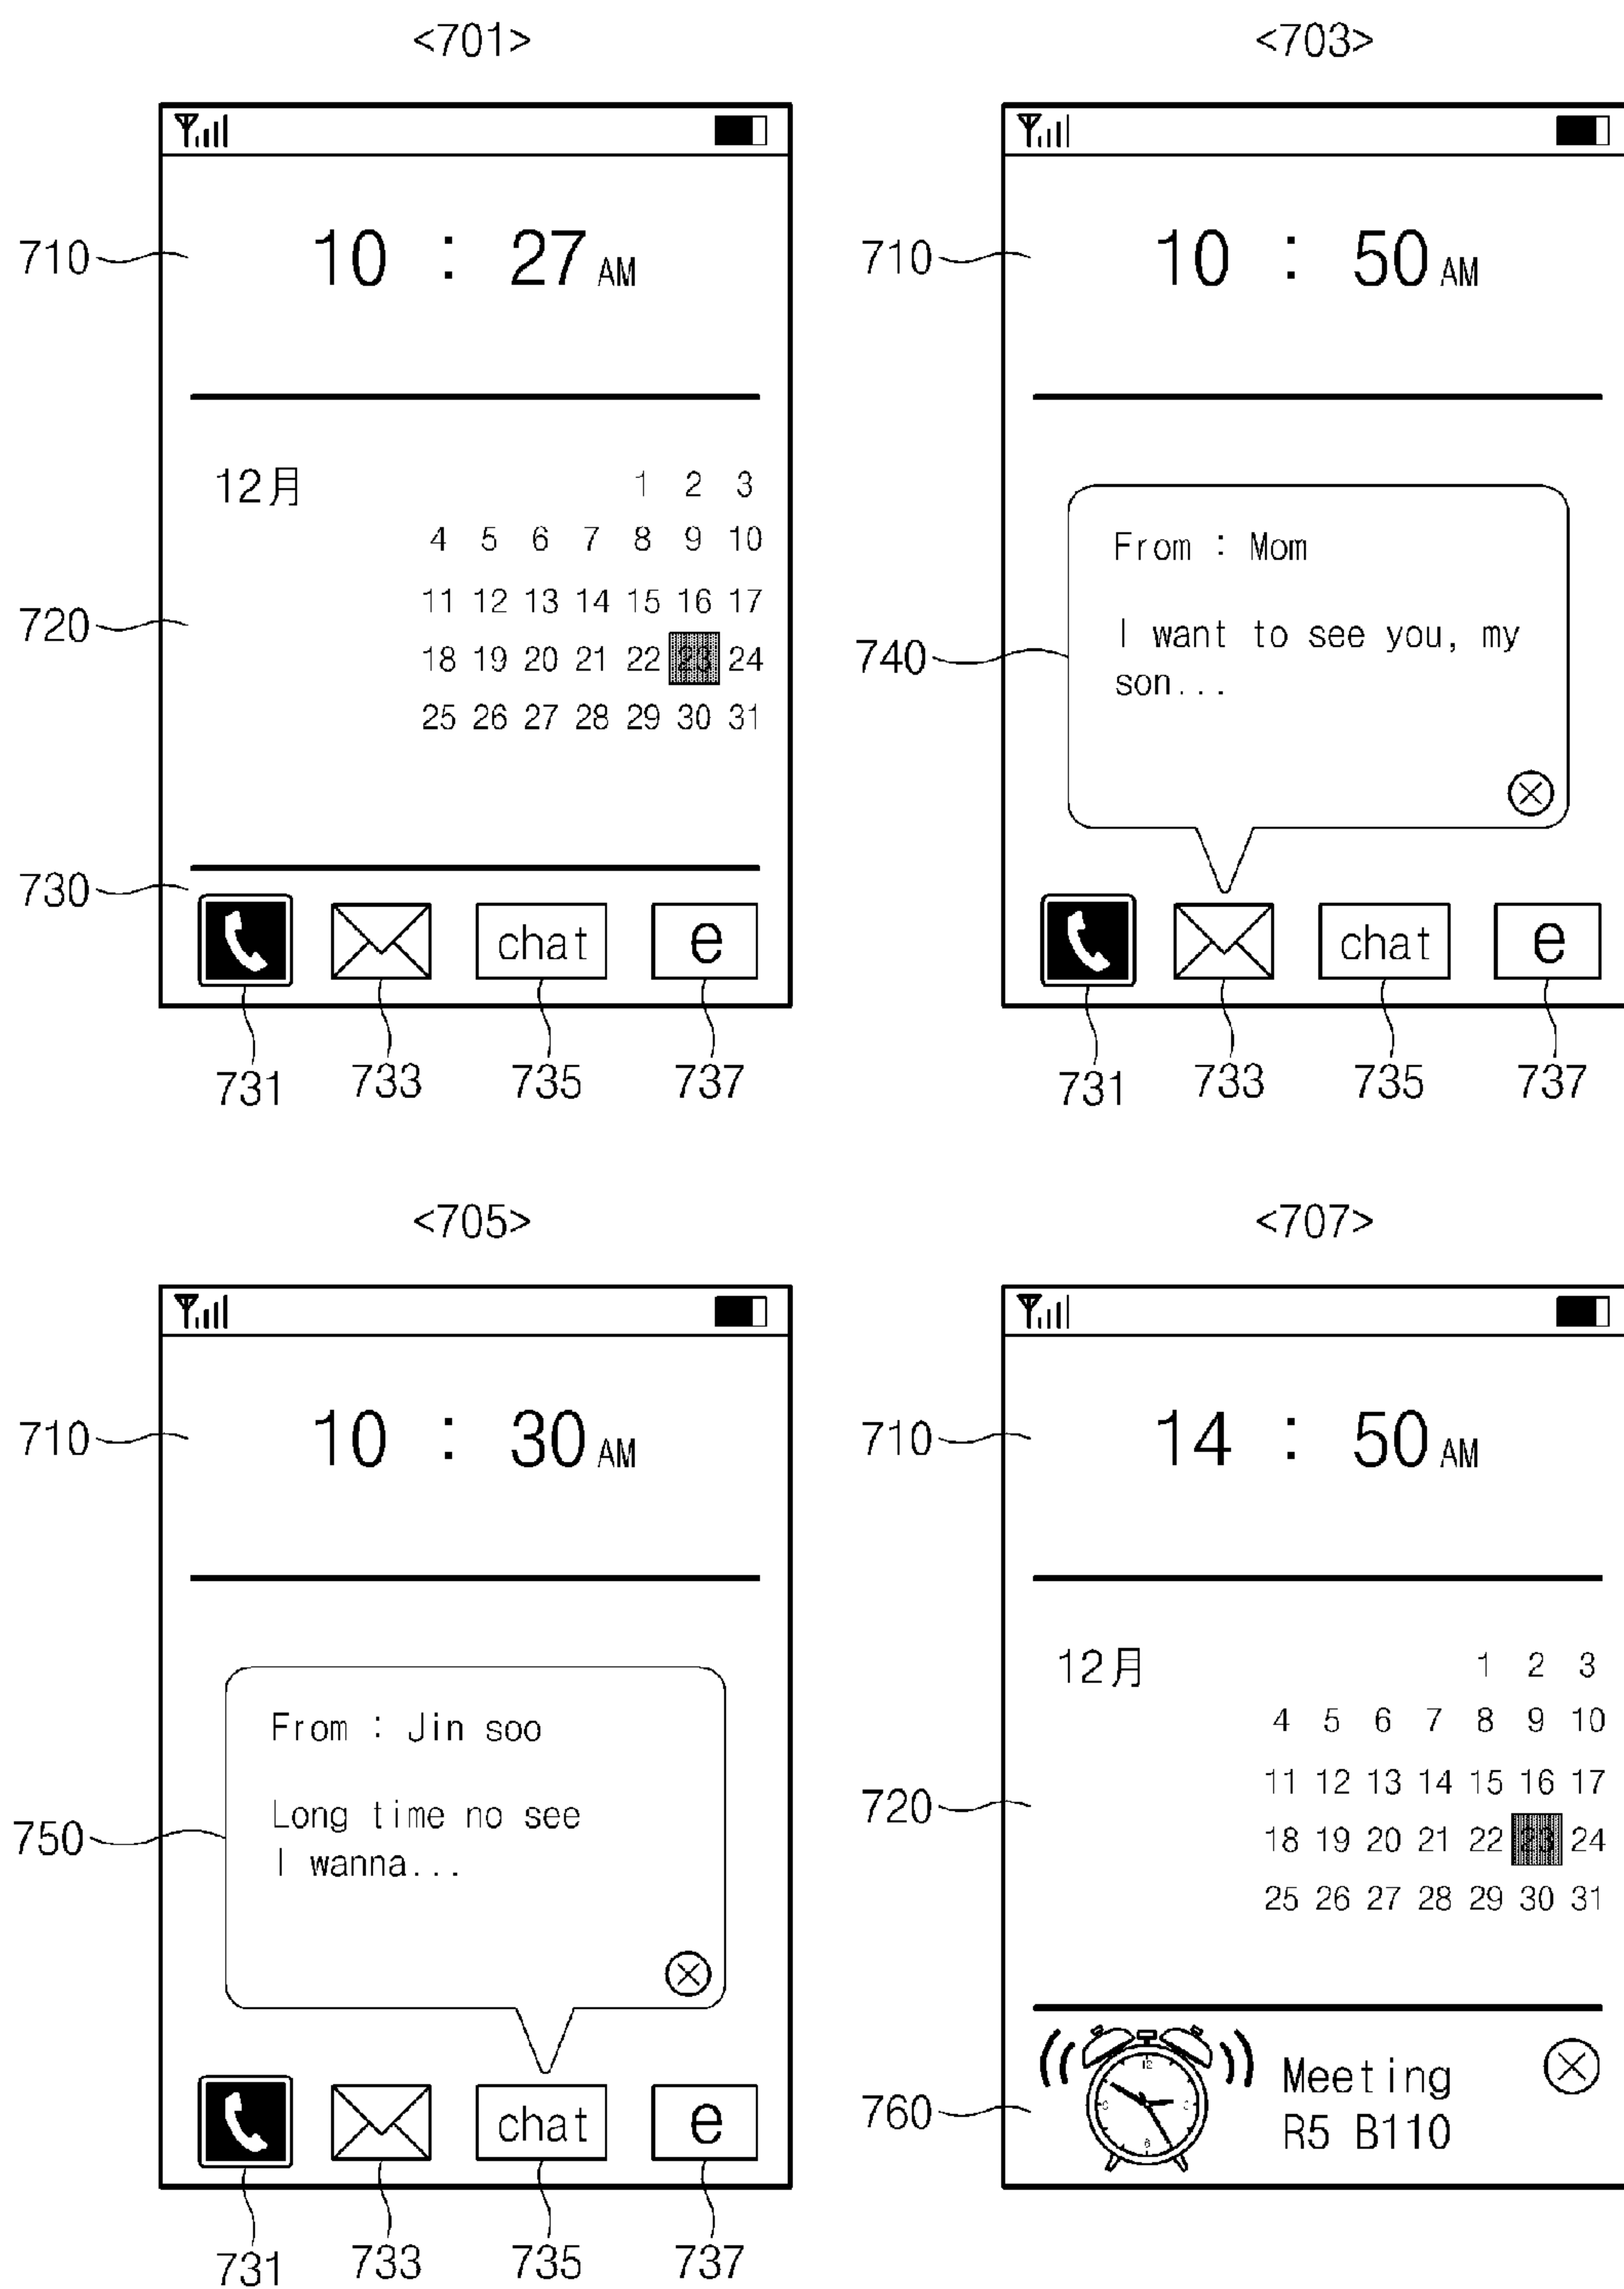 <701>
710
10 : 27 AM
12月
1 2 3
4 5 6 7 8 9 10
11 12 13 14 15 16 17
720
18 19 20 21 22 23 24
25 26 27 28 29 30 31
730
chat
e
731
733
735
737
<703>
710
10 : 50 AM
From : Mom
I want to see you, my
son...
740
chat
e
731
733
735
737
<705>
710
10 : 30 AM
From : Jin soo
Long time no see
I wanna...
750
chat
e
731
733
735
737
<707>
710
14 : 50 AM
12月
1 2 3
4 5 6 7 8 9 10
11 12 13 14 15 16 17
720
18 19 20 21 22 23 24
25 26 27 28 29 30 31
760
12
Meeting
R5 B110